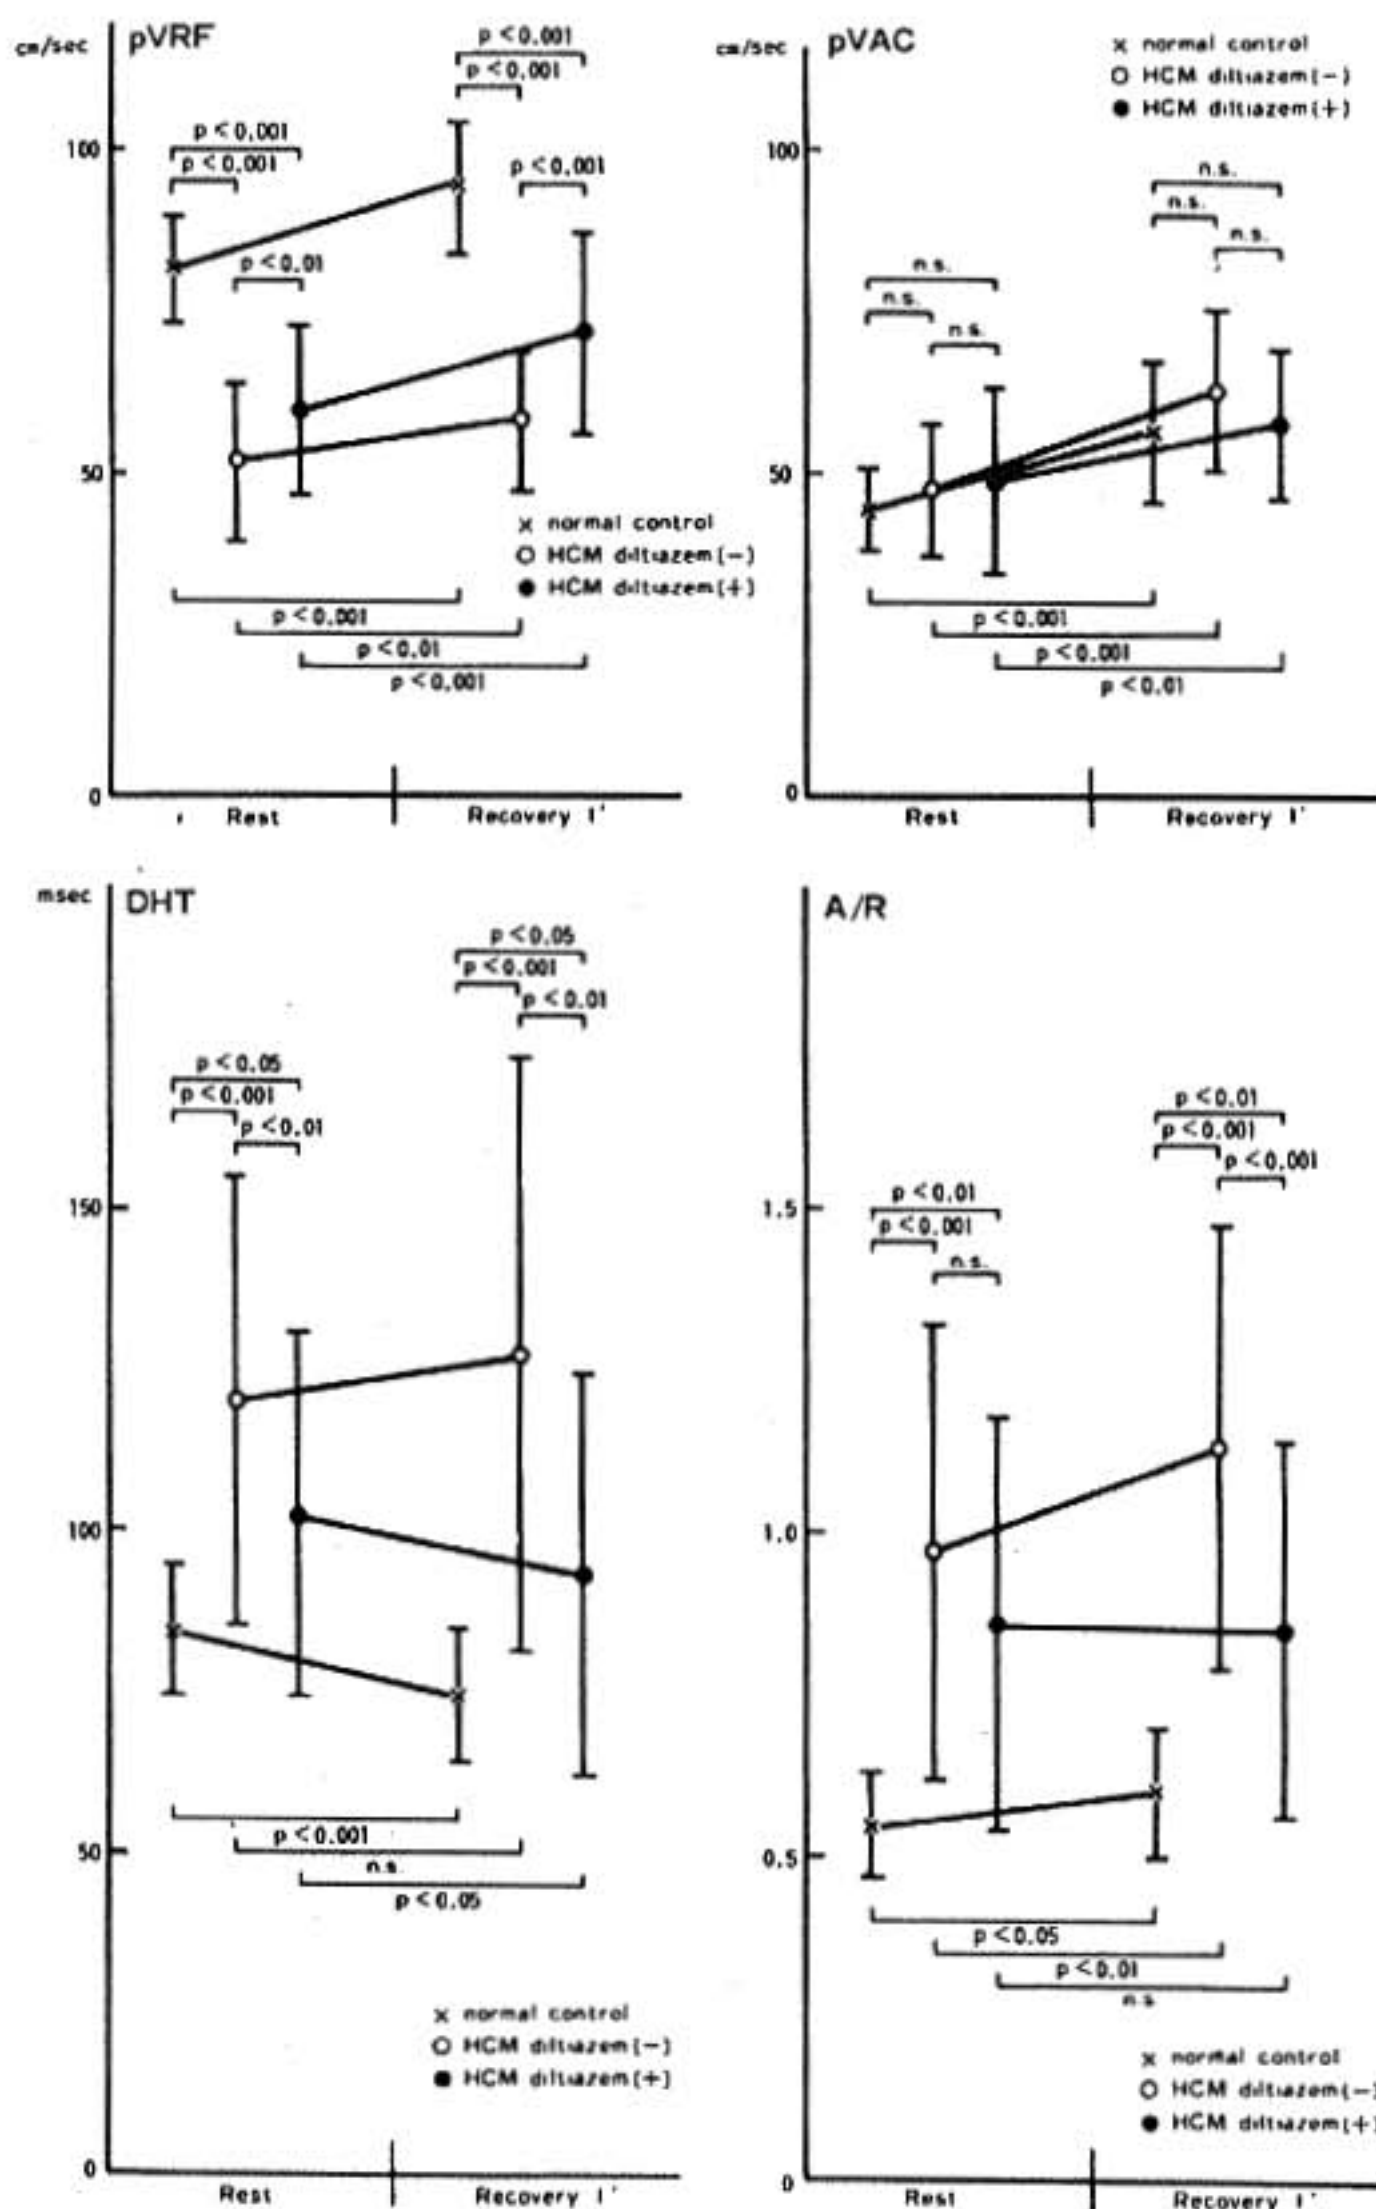 cm/sec pVRF
p<0.001
p<0.001
100
p<0.001
p<0.001
p<0.001
p<0.01
50
x normal control
O HCM diltiazem(-)
● HCM diltiazem(+)
p<0.001
p<0.01
p<0.001
0
Rest Recovery 1'
cm/sec pVAC
x normal control
O HCM diltiazem(-)
● HCM diltiazem(+)
100
n.s.
n.s.
n.s.
n.s.
n.s.
n.s.
50
p<0.001
p<0.001
p<0.01
0
Rest Recovery 1'
msec DHT
p<0.05
p<0.001
p<0.01
p<0.05
p<0.001
p<0.01
150
100
50
p<0.001
n.s.
p<0.05
x normal control
O HCM diltiazem(-)
● HCM diltiazem(+)
0
Rest Recovery 1'
A/R
p<0.01
p<0.001
p<0.001
p<0.01
1.5
p<0.001
n.s.
1.0
0.5
p<0.05
p<0.01
n.s
x normal control
O HCM diltiazem(-)
● HCM diltiazem(+)
0
Rest Recovery 1'